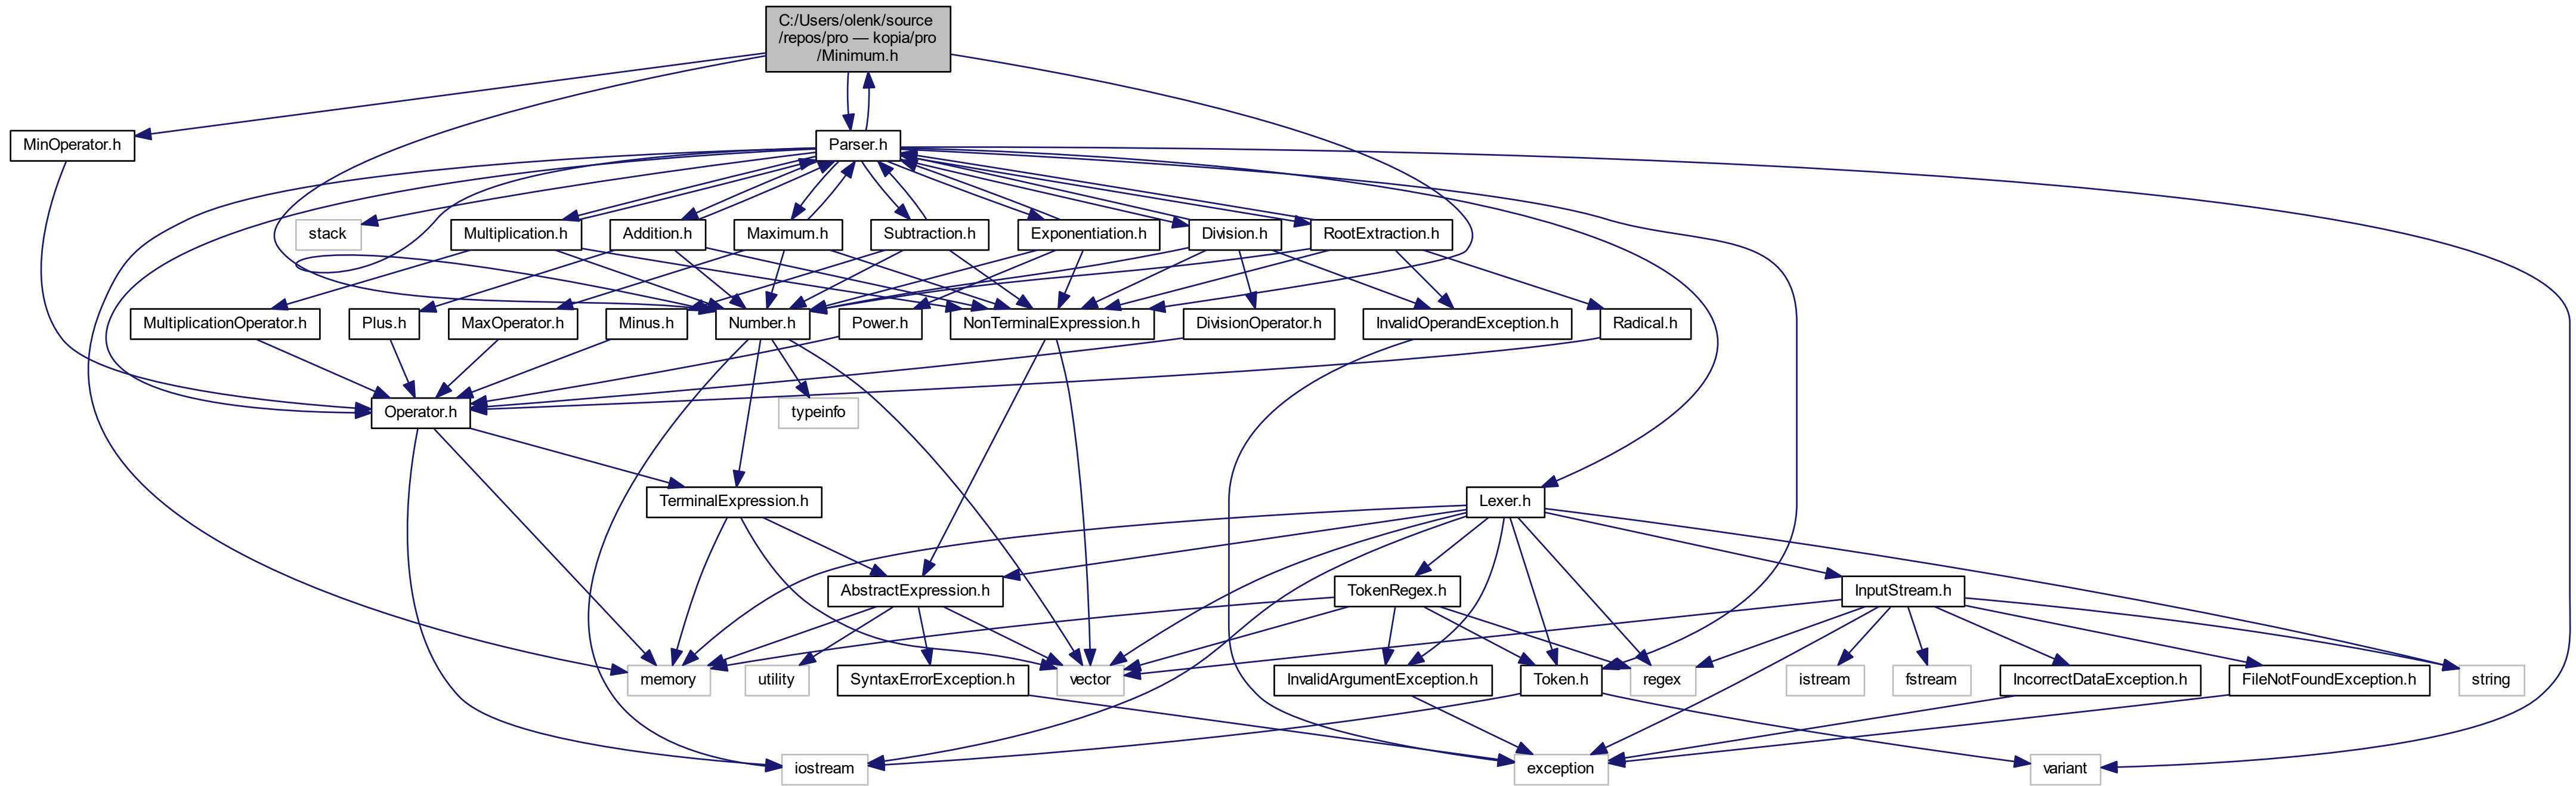 C:/Users/olenk/source
/repos/pro — kopia/pro
/Minimum.h
MinOperator.h
Parser.h
stack
Multiplication.h
Addition.h
Maximum.h
Subtraction.h
Exponentiation.h
Division.h
RootExtraction.h
MultiplicationOperator.h
Plus.h
MaxOperator.h
Minus.h
Number.h
Power.h
NonTerminalExpression.h
DivisionOperator.h
InvalidOperandException.h
Radical.h
Operator.h
typeinfo
TerminalExpression.h
Lexer.h
AbstractExpression.h
TokenRegex.h
InputStream.h
memory
utility
SyntaxErrorException.h
vector
InvalidArgumentException.h
Token.h
regex
istream
fstream
IncorrectDataException.h
FileNotFoundException.h
string
iostream
exception
variant